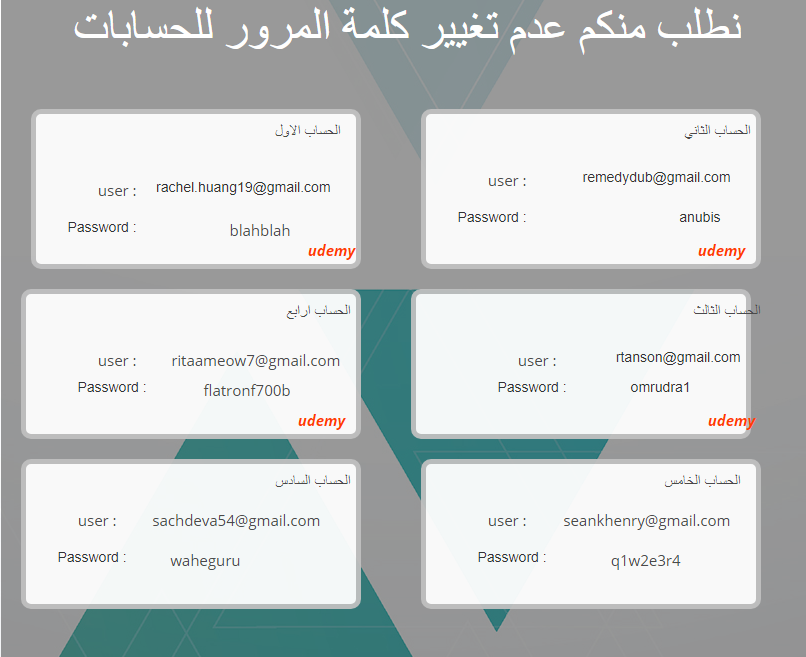 نطلب منكم عدم تغيير كلمة المرور للحسابات
الحساب الاول
user : rachel.huang19@gmail.com
Password : blahblah
udemy
الحساب الثاني
user : remedydub@gmail.com
Password : anubis
udemy
الحساب الثالث
user : rtanson@gmail.com
Password : omrudra1
udemy
الحساب ارابع
user : ritaameow7@gmail.com
Password : flatronf700b
udemy
الحساب الخامس
user : seankhenry@gmail.com
Password : q1w2e3r4
الحساب السادس
user : sachdeva54@gmail.com
Password : waheguru